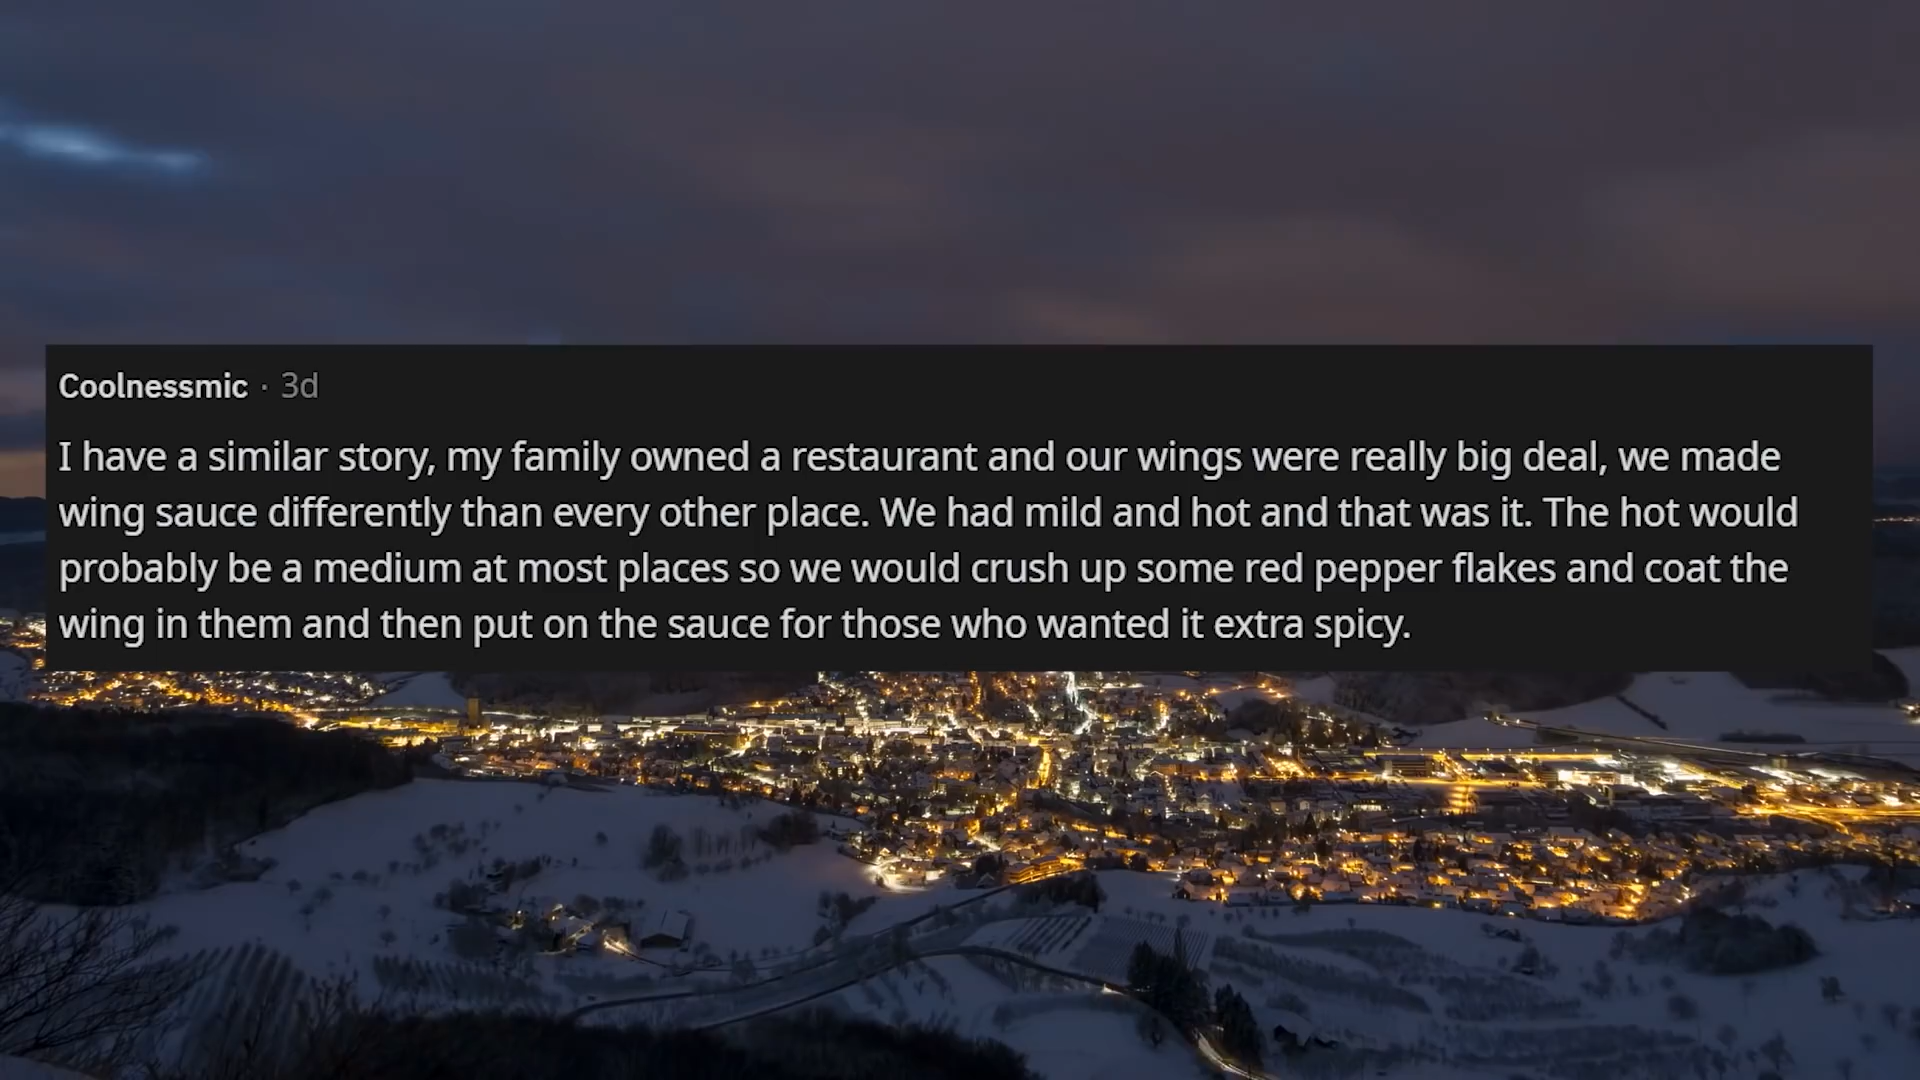 Coolnessmic · 3d
I have a similar story, my family owned a restaurant and our wings were really big deal, we made
wing sauce differently than every other place. We had mild and hot and that was it. The hot would
probably be a medium at most places so we would crush up some red pepper flakes and coat the
wing in them and then put on the sauce for those who wanted it extra spicy.